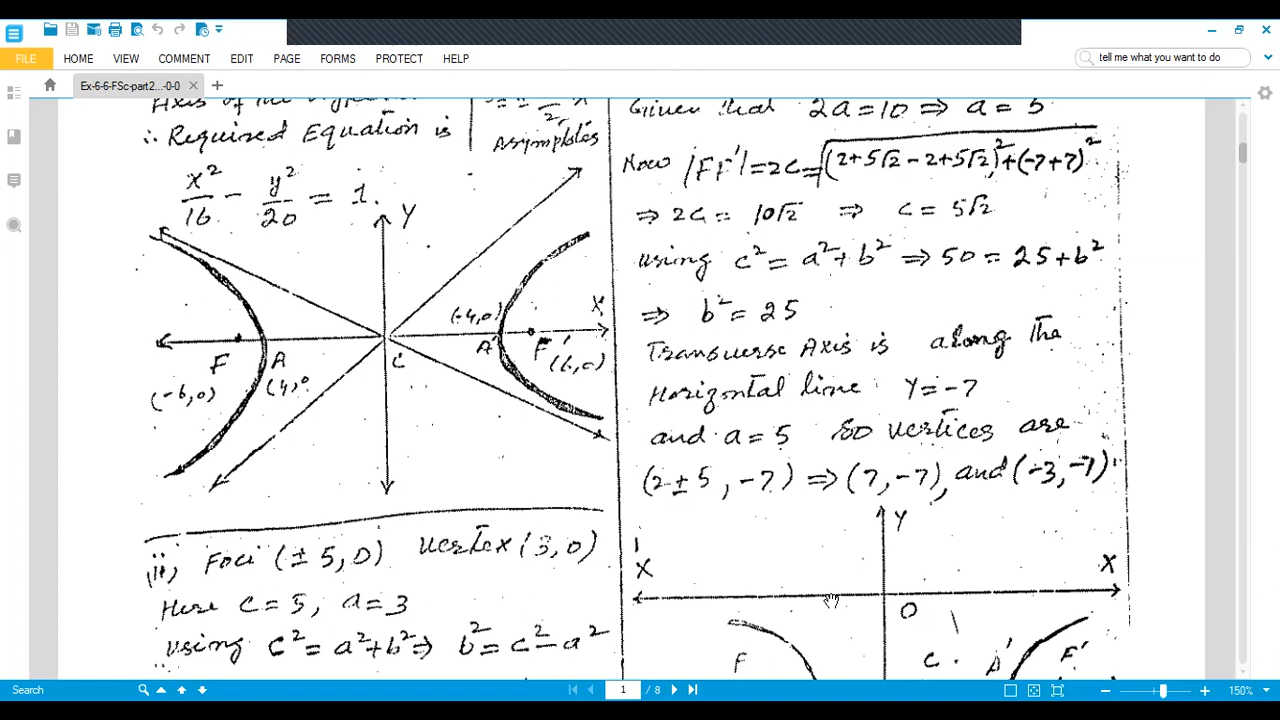 FILE HOME VIEW COMMENT EDIT PAGE FORMS PROTECT HELP
tell me what you want to do
Ex-6-6-FSc-part2...-0-0
Axis of the
∴ Required Equation is
Asymptotes
x²/16 - y²/20 = 1.
Y
(-4,0)
X
F
A
C
A'
F'
(-6,0)
(4,0
(6,0)
ii, Foci (±5,0) Vertex (3,0)
Here c = 5, a = 3
Using c² = a²+b² ⇒ b² = c² - a²
Given that 2a = 10 ⇒ a = 5
Now |FF'| = 2c = √(2+5√2 - 2+5√2)²+(-7+7)²
⇒ 2c = 10√2 ⇒ c = 5√2
Using c² = a² + b² ⇒ 50 = 25 + b²
⇒ b² = 25
Transverse Axis is along the
Horizontal line Y = -7
and a = 5 So vertices are
(2 ± 5, -7) ⇒ (7, -7), and (-3, -7)
Y
X'
X
O
F
C
A'
F'
Search
1 / 8
150%